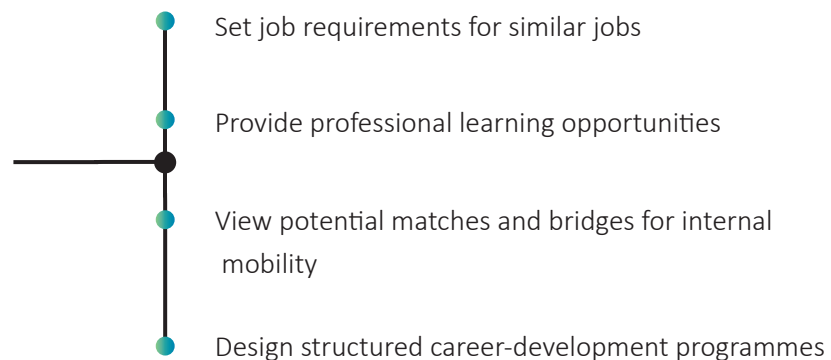 Set job requirements for similar jobs
Provide professional learning opportunities
View potential matches and bridges for internal
mobility
Design structured career-development programmes